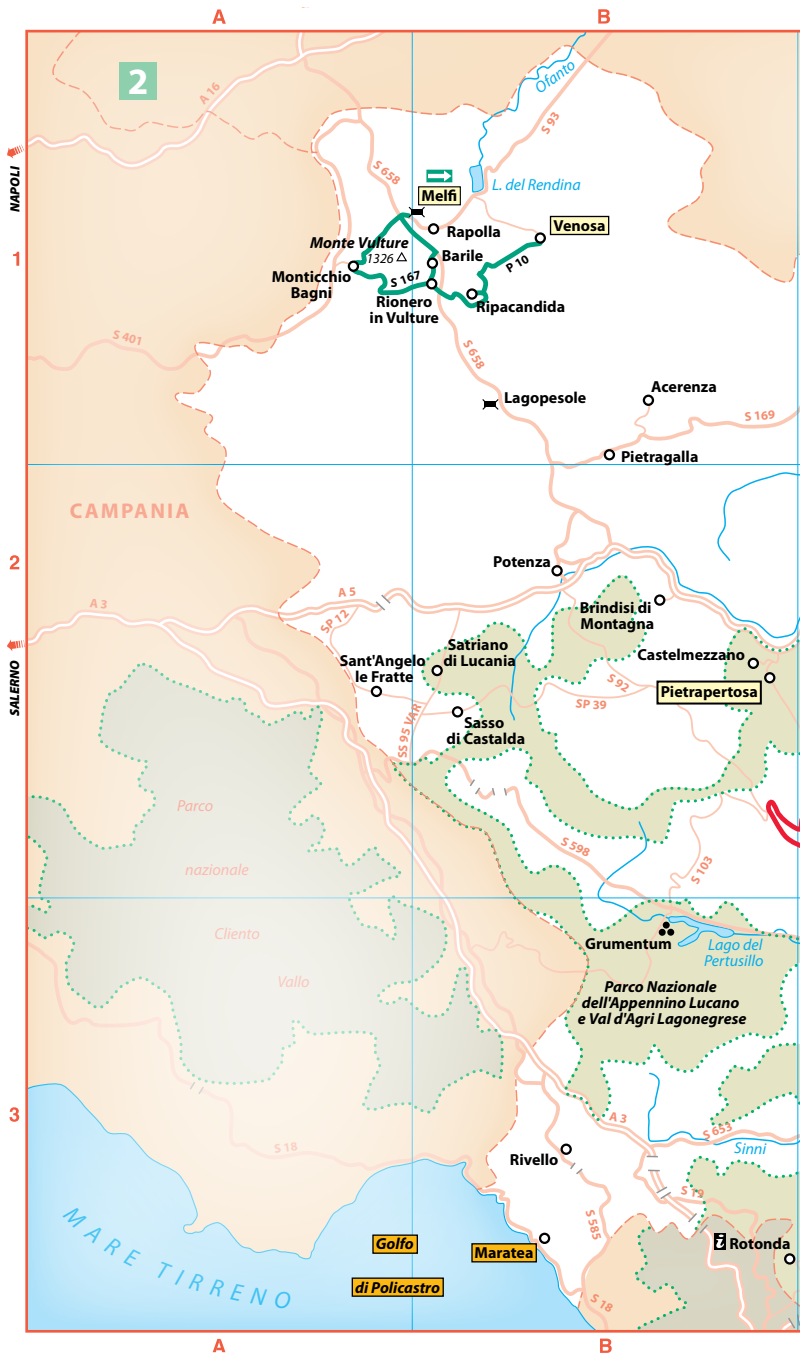 A
B
2
A 16
Ofanto
S 93
NAPOLI
S 658
L. del Rendina
Melfi
Venosa
Rapolla
Monte Vulture
1326
Barile
P 10
1
Monticchio
Bagni
S 167
Rionero
in Vulture
Ripacandida
S 401
S 658
Acerenza
Lagopesole
S 169
Pietragalla
CAMPANIA
2
Potenza
A 5
A 3
SP 12
Brindisi di
Montagna
SALERNO
Sant'Angelo
le Fratte
Satriano
di Lucania
Castelmezzano
S 92
Pietrapertosa
SP 39
SS 95 VAR
Sasso
di Castalda
Parco
nazionale
Cliento
Vallo
S 598
S 103
Grumentum
Lago del
Pertusillo
Parco Nazionale
dell'Appennino Lucano
e Val d'Agri Lagonegrese
3
A 3
S 653
Sinni
S 18
Rivello
S 19
S 585
Golfo
di Policastro
Maratea
Rotonda
MARE TIRRENO
S 18
A
B